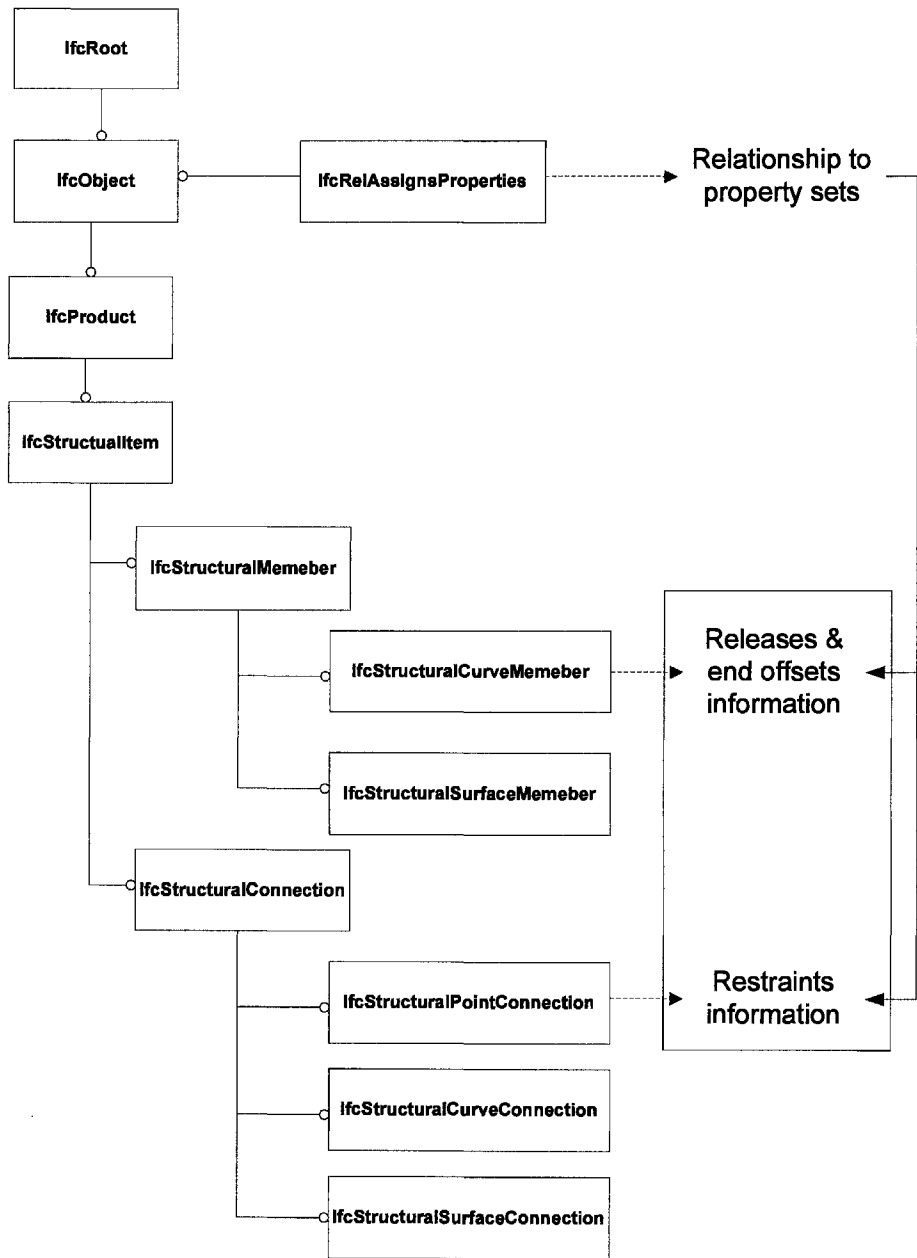 IfcRoot
IfcObject
IfcRelAssignsProperties
Relationship to
property sets
IfcProduct
IfcStructualItem
IfcStructuralMemeber
IfcStructuralCurveMemeber
Releases &
end offsets
information
IfcStructuralSurfaceMemeber
IfcStructuralConnection
IfcStructuralPointConnection
Restraints
information
IfcStructuralCurveConnection
IfcStructuralSurfaceConnection